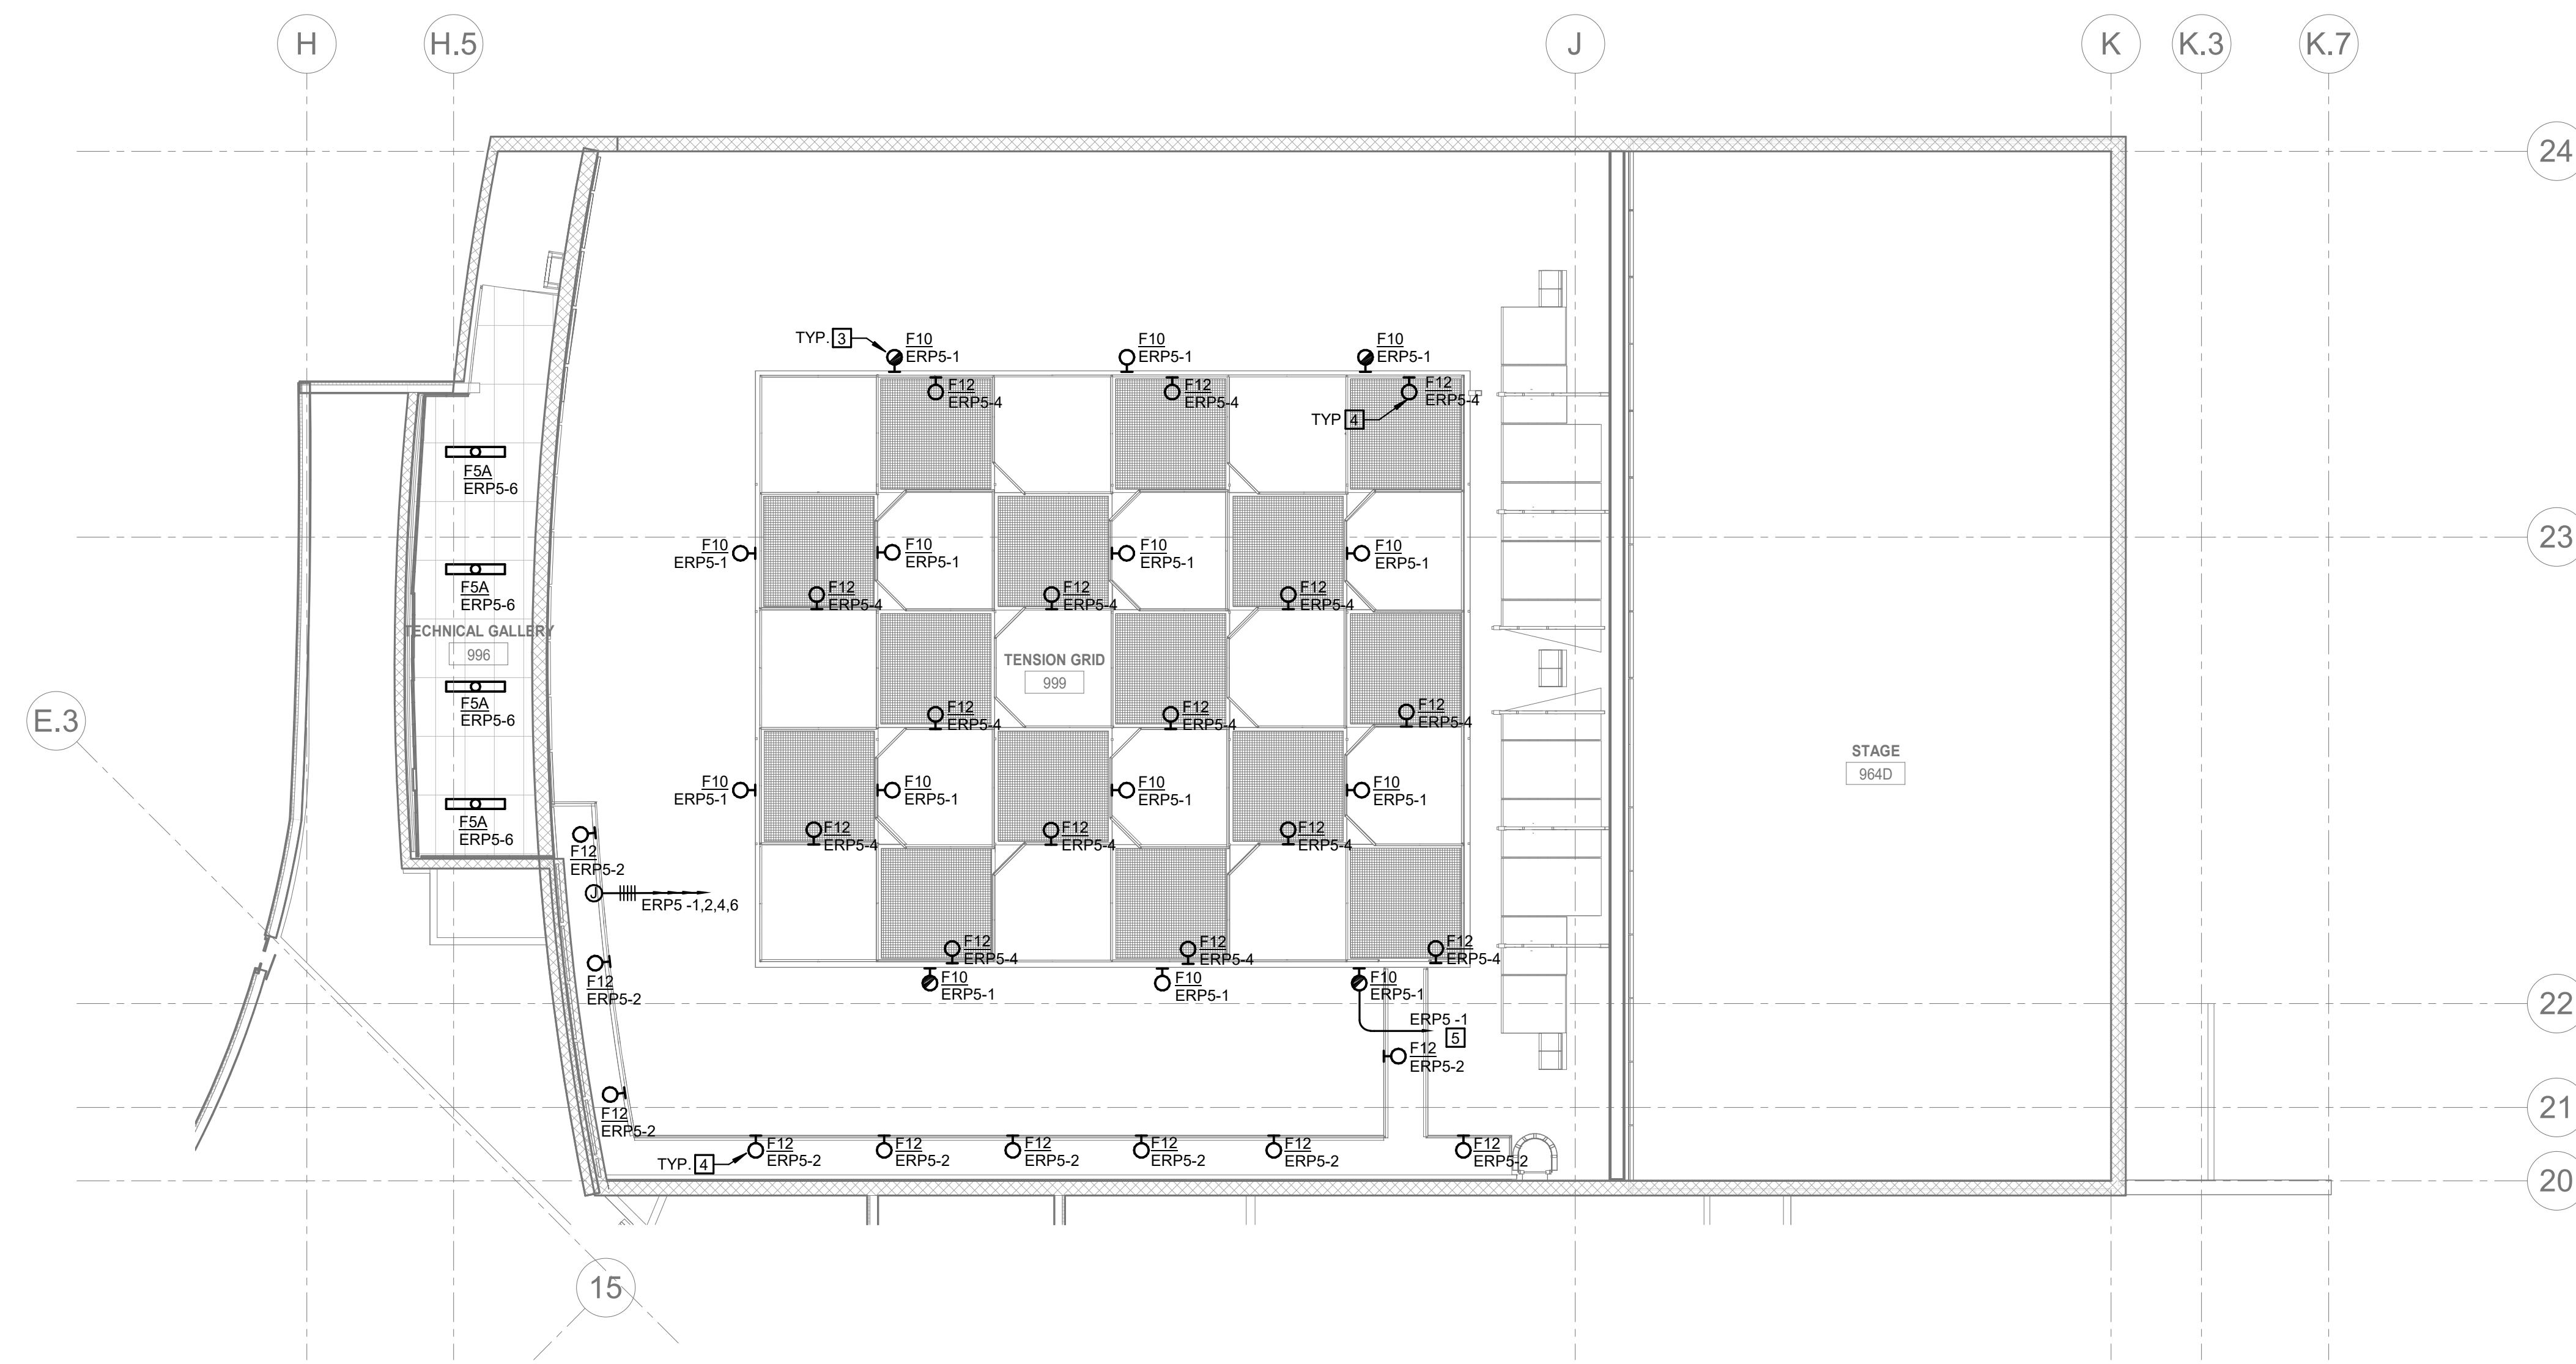 H
H.5
J
K
K.3
K.7
24
TYP. 3
F10
ERP5-1
F10
ERP5-1
F10
ERP5-1
F12
ERP5-4
F12
ERP5-4
F12
ERP5-4
TYP 4
F5A
ERP5-6
23
F10
ERP5-1
F10
ERP5-1
F10
ERP5-1
F10
ERP5-1
F5A
ERP5-6
F12
ERP5-4
F12
ERP5-4
F12
ERP5-4
TECHNICAL GALLERY
996
TENSION GRID
999
E.3
F5A
ERP5-6
F12
ERP5-4
F12
ERP5-4
F12
ERP5-4
STAGE
964D
F10
ERP5-1
F10
ERP5-1
F10
ERP5-1
F10
ERP5-1
F5A
ERP5-6
F12
ERP5-4
F12
ERP5-4
F12
ERP5-4
F12
ERP5-2
J
ERP5 -1,2,4,6
F12
ERP5-4
F12
ERP5-4
F12
ERP5-4
F12
ERP5-2
F10
ERP5-1
F10
ERP5-1
F10
ERP5-1
22
ERP5 -1
5
F12
ERP5-2
F12
ERP5-2
21
TYP. 4
F12
ERP5-2
F12
ERP5-2
F12
ERP5-2
F12
ERP5-2
F12
ERP5-2
F12
ERP5-2
20
15